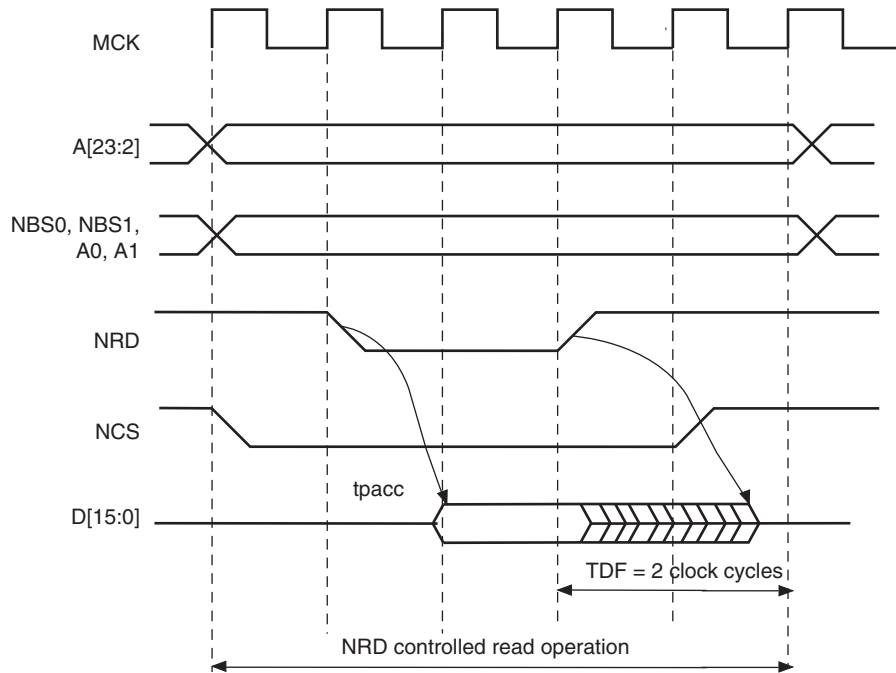 MCK
A[23:2]
NBS0, NBS1,
A0, A1
NRD
NCS
tpacc
D[15:0]
TDF = 2 clock cycles
NRD controlled read operation